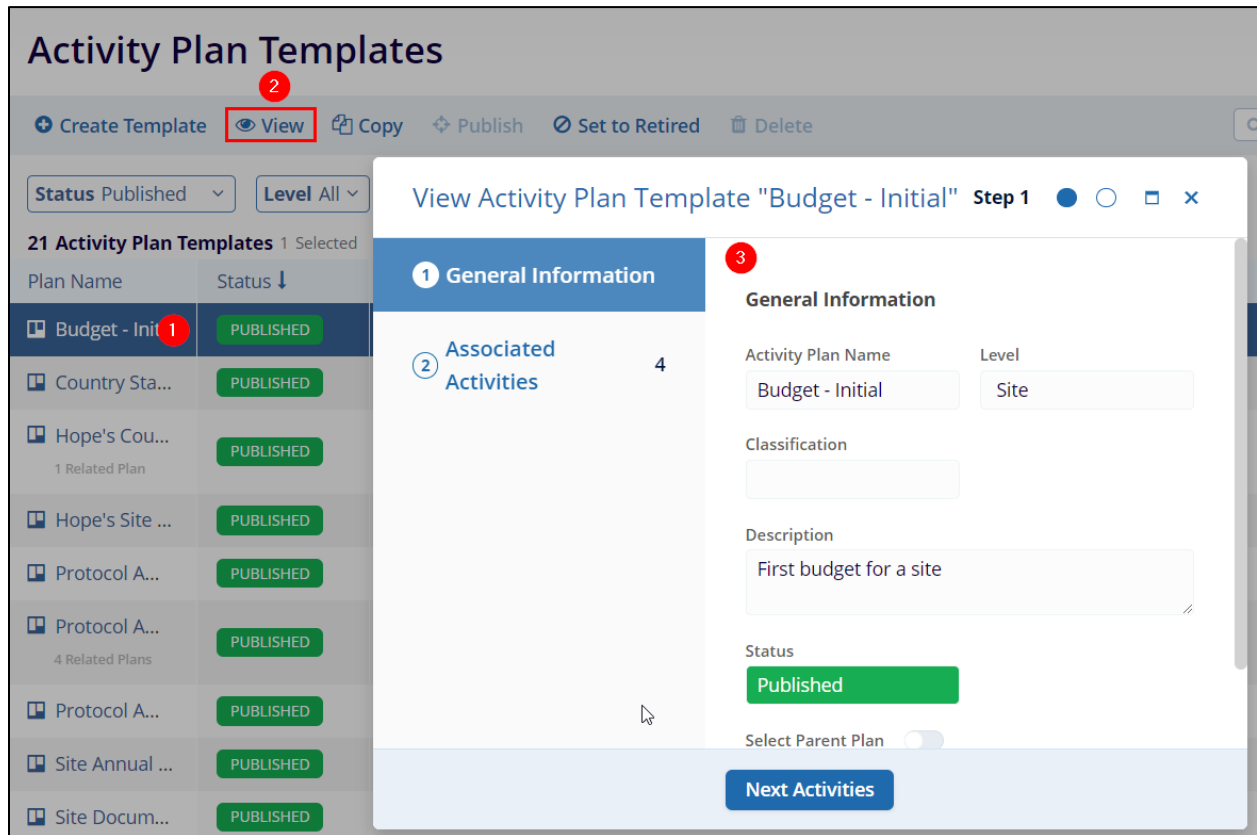 Activity Plan Templates
2
Create Template View Copy Publish Set to Retired Delete
Status Published Level All
21 Activity Plan Templates 1 Selected
Plan Name Status
Budget - Init 1 PUBLISHED
Country Sta... PUBLISHED
Hope's Cou... PUBLISHED
1 Related Plan
Hope's Site ... PUBLISHED
Protocol A... PUBLISHED
Protocol A... PUBLISHED
4 Related Plans
Protocol A... PUBLISHED
Site Annual ... PUBLISHED
Site Docum... PUBLISHED
View Activity Plan Template "Budget - Initial" Step 1
1 General Information
2 Associated
Activities
4
3
General Information
Activity Plan Name Level
Budget - Initial Site
Classification
Description
First budget for a site
Status
Published
Select Parent Plan
Next Activities